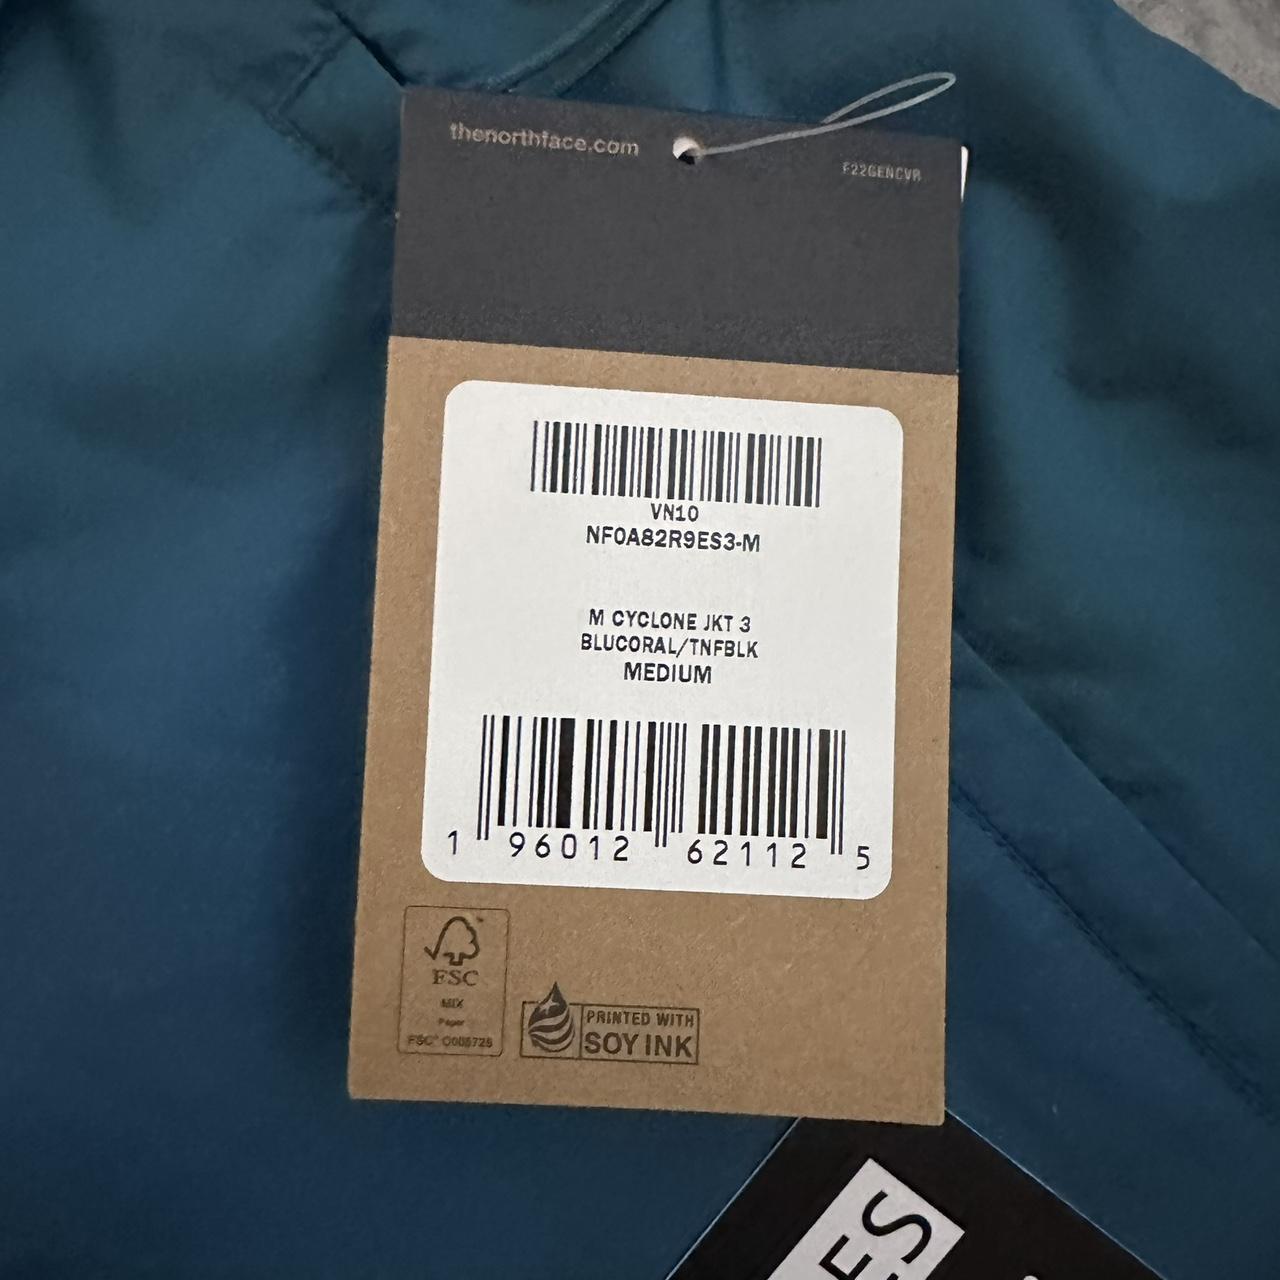 thenorthface.com
F22GENCVR
VN10
NF0A82R9ES3-M
M CYCLONE JKT 3
BLUCORAL/TNFBLK
MEDIUM
1 96012 62112 5
FSC
MIX
Paper
PRINTED WITH
SOY INK
ES